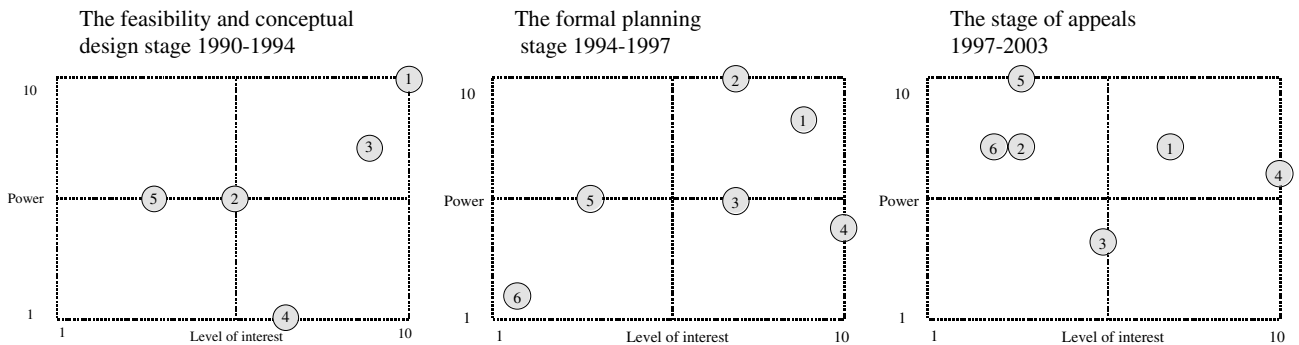 The feasibility and conceptual
design stage 1990-1994
1
10
3
Power
5
2
4
1
1
Level of interest
10
The formal planning
stage 1994-1997
2
10
1
Power
5
3
4
6
1
1
Level of interest
10
The stage of appeals
1997-2003
5
10
6
2
1
4
Power
3
1
1
Level of interest
10